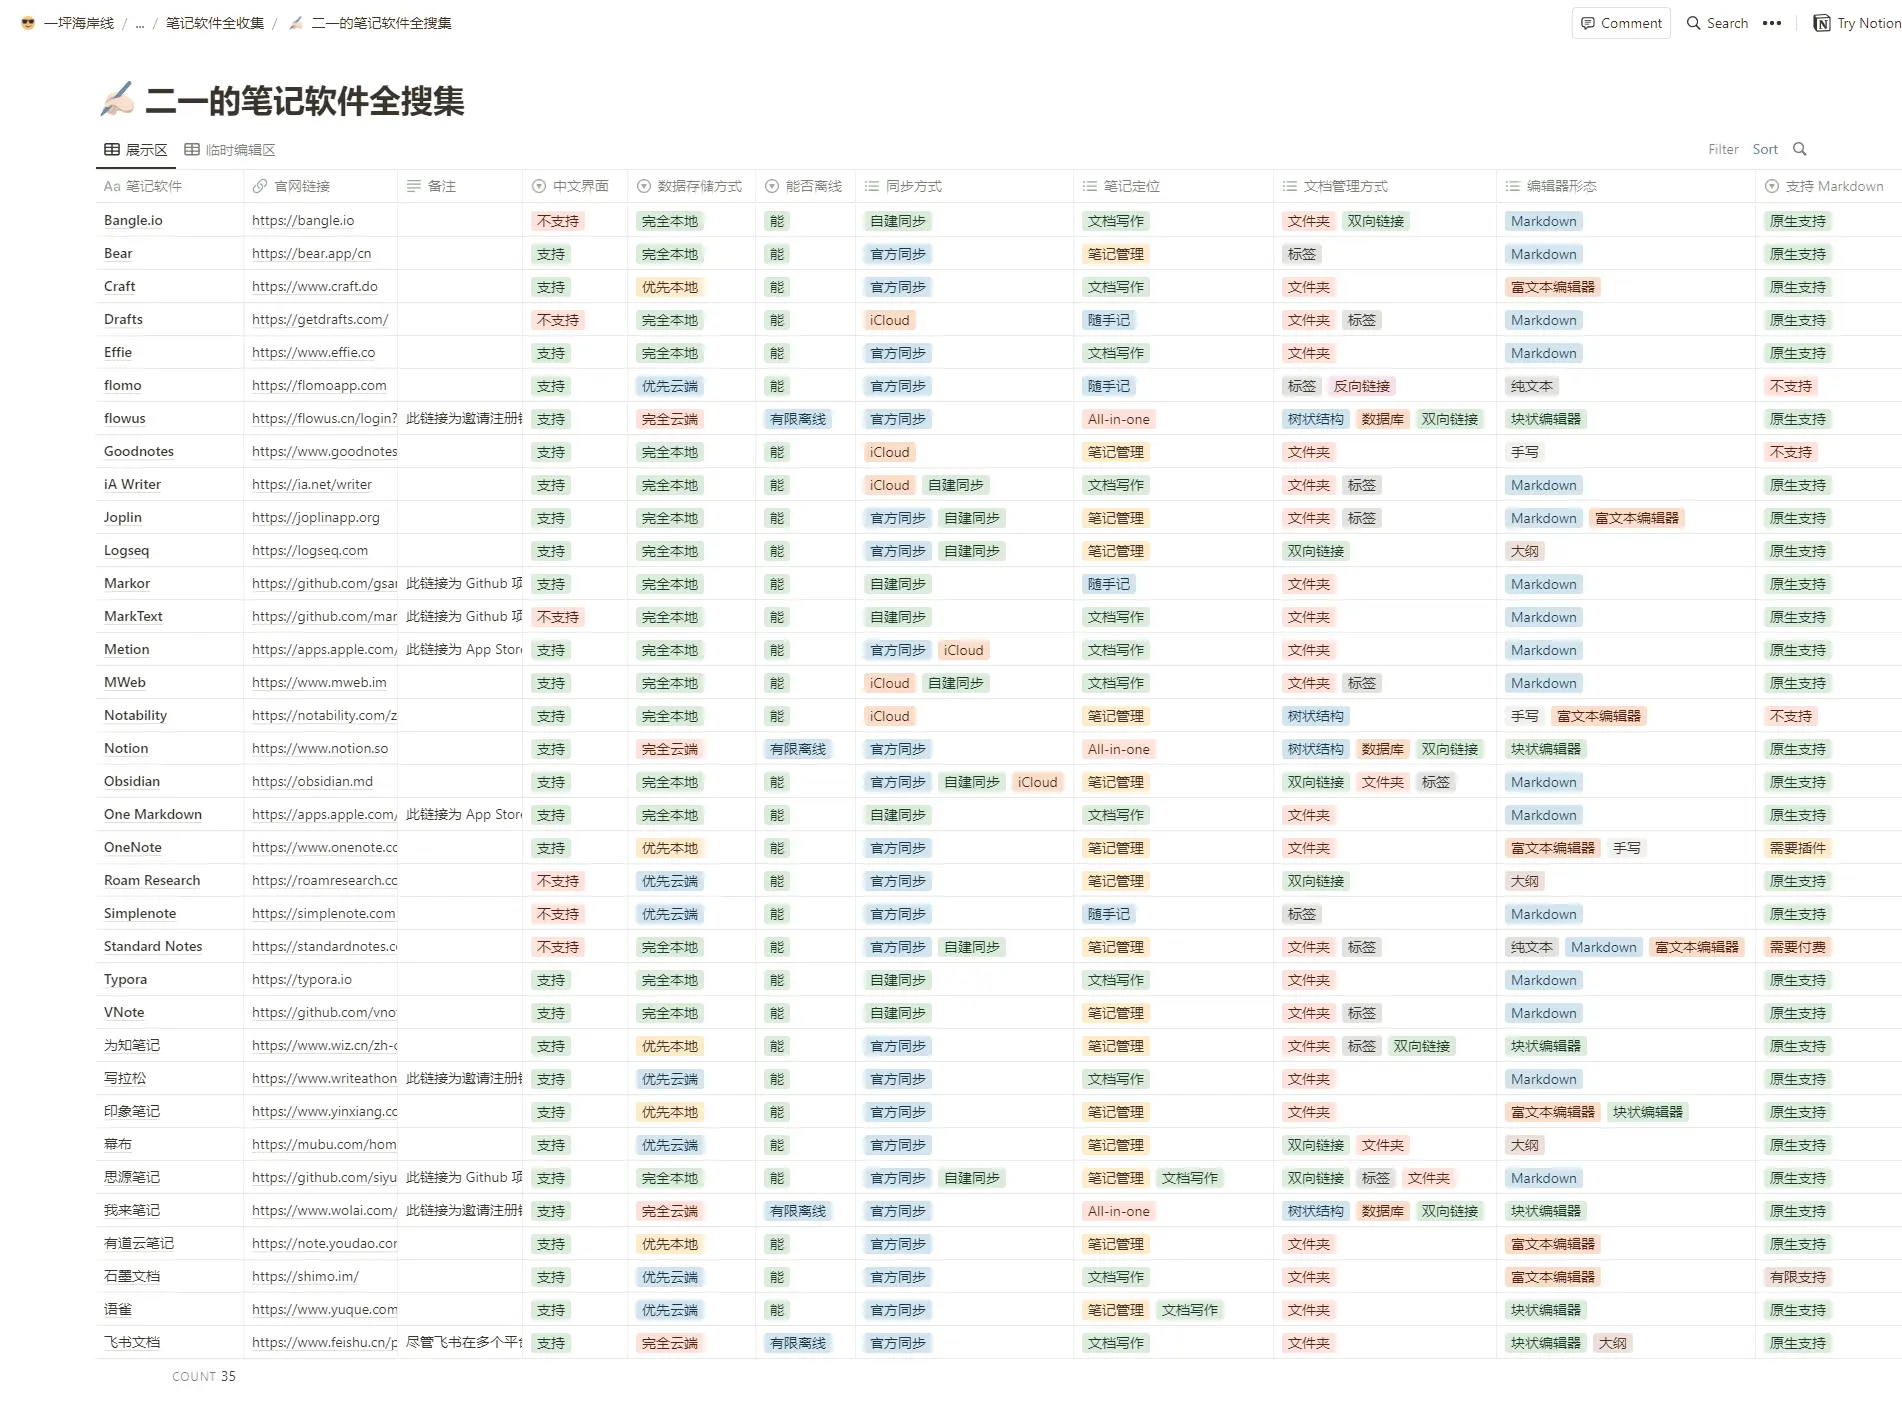 一坪海岸线 / ... / 笔记软件全收集 / 二一的笔记软件全搜集 Comment Search ••• Try Notion
二一的笔记软件全搜集
展示区 临时编辑区 Filter Sort
Aa 笔记软件 官网链接 备注 中文界面 数据存储方式 能否离线 同步方式 笔记定位 文档管理方式 编辑器形态 支持 Markdown
Bangle.io https://bangle.io 不支持 完全本地 能 自建同步 文档写作 文件夹 双向链接 Markdown 原生支持
Bear https://bear.app/cn 支持 完全本地 能 官方同步 笔记管理 标签 Markdown 原生支持
Craft https://www.craft.do 支持 优先本地 能 官方同步 文档写作 文件夹 富文本编辑器 原生支持
Drafts https://getdrafts.com/ 不支持 完全本地 能 iCloud 随手记 文件夹 标签 Markdown 原生支持
Effie https://www.effie.co 支持 完全本地 能 官方同步 文档写作 文件夹 Markdown 原生支持
flomo https://flomoapp.com 支持 优先云端 能 官方同步 随手记 标签 反向链接 纯文本 不支持
flowus https://flowus.cn/login? 此链接为邀请注册 支持 完全云端 有限离线 官方同步 All-in-one 树状结构 数据库 双向链接 块状编辑器 原生支持
Goodnotes https://www.goodnotes 支持 完全本地 能 iCloud 笔记管理 文件夹 手写 不支持
iA Writer https://ia.net/writer 支持 完全本地 能 iCloud 自建同步 文档写作 文件夹 标签 Markdown 原生支持
Joplin https://joplinapp.org 支持 完全本地 能 官方同步 自建同步 笔记管理 文件夹 标签 Markdown 富文本编辑器 原生支持
Logseq https://logseq.com 支持 完全本地 能 官方同步 自建同步 笔记管理 双向链接 大纲 原生支持
Markor https://github.com/gsar 此链接为 Github 项 支持 完全本地 能 自建同步 随手记 文件夹 Markdown 原生支持
MarkText https://github.com/mar 此链接为 Github 项 不支持 完全本地 能 自建同步 文档写作 文件夹 Markdown 原生支持
Metion https://apps.apple.com/ 此链接为 App Store 支持 完全本地 能 官方同步 iCloud 文档写作 文件夹 Markdown 原生支持
MWeb https://www.mweb.im 支持 完全本地 能 iCloud 自建同步 文档写作 文件夹 标签 Markdown 原生支持
Notability https://notability.com/z 支持 完全本地 能 iCloud 笔记管理 树状结构 手写 富文本编辑器 不支持
Notion https://www.notion.so 支持 完全云端 有限离线 官方同步 All-in-one 树状结构 数据库 双向链接 块状编辑器 原生支持
Obsidian https://obsidian.md 支持 完全本地 能 官方同步 自建同步 iCloud 笔记管理 双向链接 文件夹 标签 Markdown 原生支持
One Markdown https://apps.apple.com/ 此链接为 App Store 支持 完全本地 能 自建同步 文档写作 文件夹 Markdown 原生支持
OneNote https://www.onenote.co 支持 优先本地 能 官方同步 笔记管理 文件夹 富文本编辑器 手写 需要插件
Roam Research https://roamresearch.co 不支持 优先云端 能 官方同步 笔记管理 双向链接 大纲 原生支持
Simplenote https://simplenote.com 不支持 优先云端 能 官方同步 随手记 标签 Markdown 原生支持
Standard Notes https://standardnotes.c 不支持 完全本地 能 官方同步 自建同步 笔记管理 文件夹 标签 纯文本 Markdown 富文本编辑器 需要付费
Typora https://typora.io 支持 完全本地 能 自建同步 文档写作 文件夹 Markdown 原生支持
VNote https://github.com/vno 支持 完全本地 能 自建同步 笔记管理 文件夹 标签 Markdown 原生支持
为知笔记 https://www.wiz.cn/zh-c 支持 优先本地 能 官方同步 笔记管理 文件夹 标签 双向链接 块状编辑器 原生支持
写拉松 https://www.writeathon 此链接为邀请注册 支持 优先云端 能 官方同步 文档写作 文件夹 Markdown 原生支持
印象笔记 https://www.yinxiang.co 支持 优先本地 能 官方同步 笔记管理 文件夹 富文本编辑器 块状编辑器 原生支持
幕布 https://mubu.com/hom 支持 优先云端 能 官方同步 笔记管理 双向链接 文件夹 大纲 原生支持
思源笔记 https://github.com/siyu 此链接为 Github 项 支持 完全本地 能 官方同步 自建同步 笔记管理 文档写作 双向链接 标签 文件夹 Markdown 原生支持
我来笔记 https://www.wolai.com/ 此链接为邀请注册 支持 完全云端 有限离线 官方同步 All-in-one 树状结构 数据库 双向链接 块状编辑器 原生支持
有道云笔记 https://note.youdao.cor 支持 优先本地 能 官方同步 笔记管理 文件夹 富文本编辑器 原生支持
石墨文档 https://shimo.im/ 支持 优先云端 能 官方同步 文档写作 文件夹 富文本编辑器 有限支持
语雀 https://www.yuque.com 支持 优先云端 能 官方同步 笔记管理 文档写作 文件夹 块状编辑器 原生支持
飞书文档 https://www.feishu.cn/p 尽管飞书在多个平台 支持 完全云端 有限离线 官方同步 文档写作 文件夹 块状编辑器 大纲 原生支持
COUNT 35